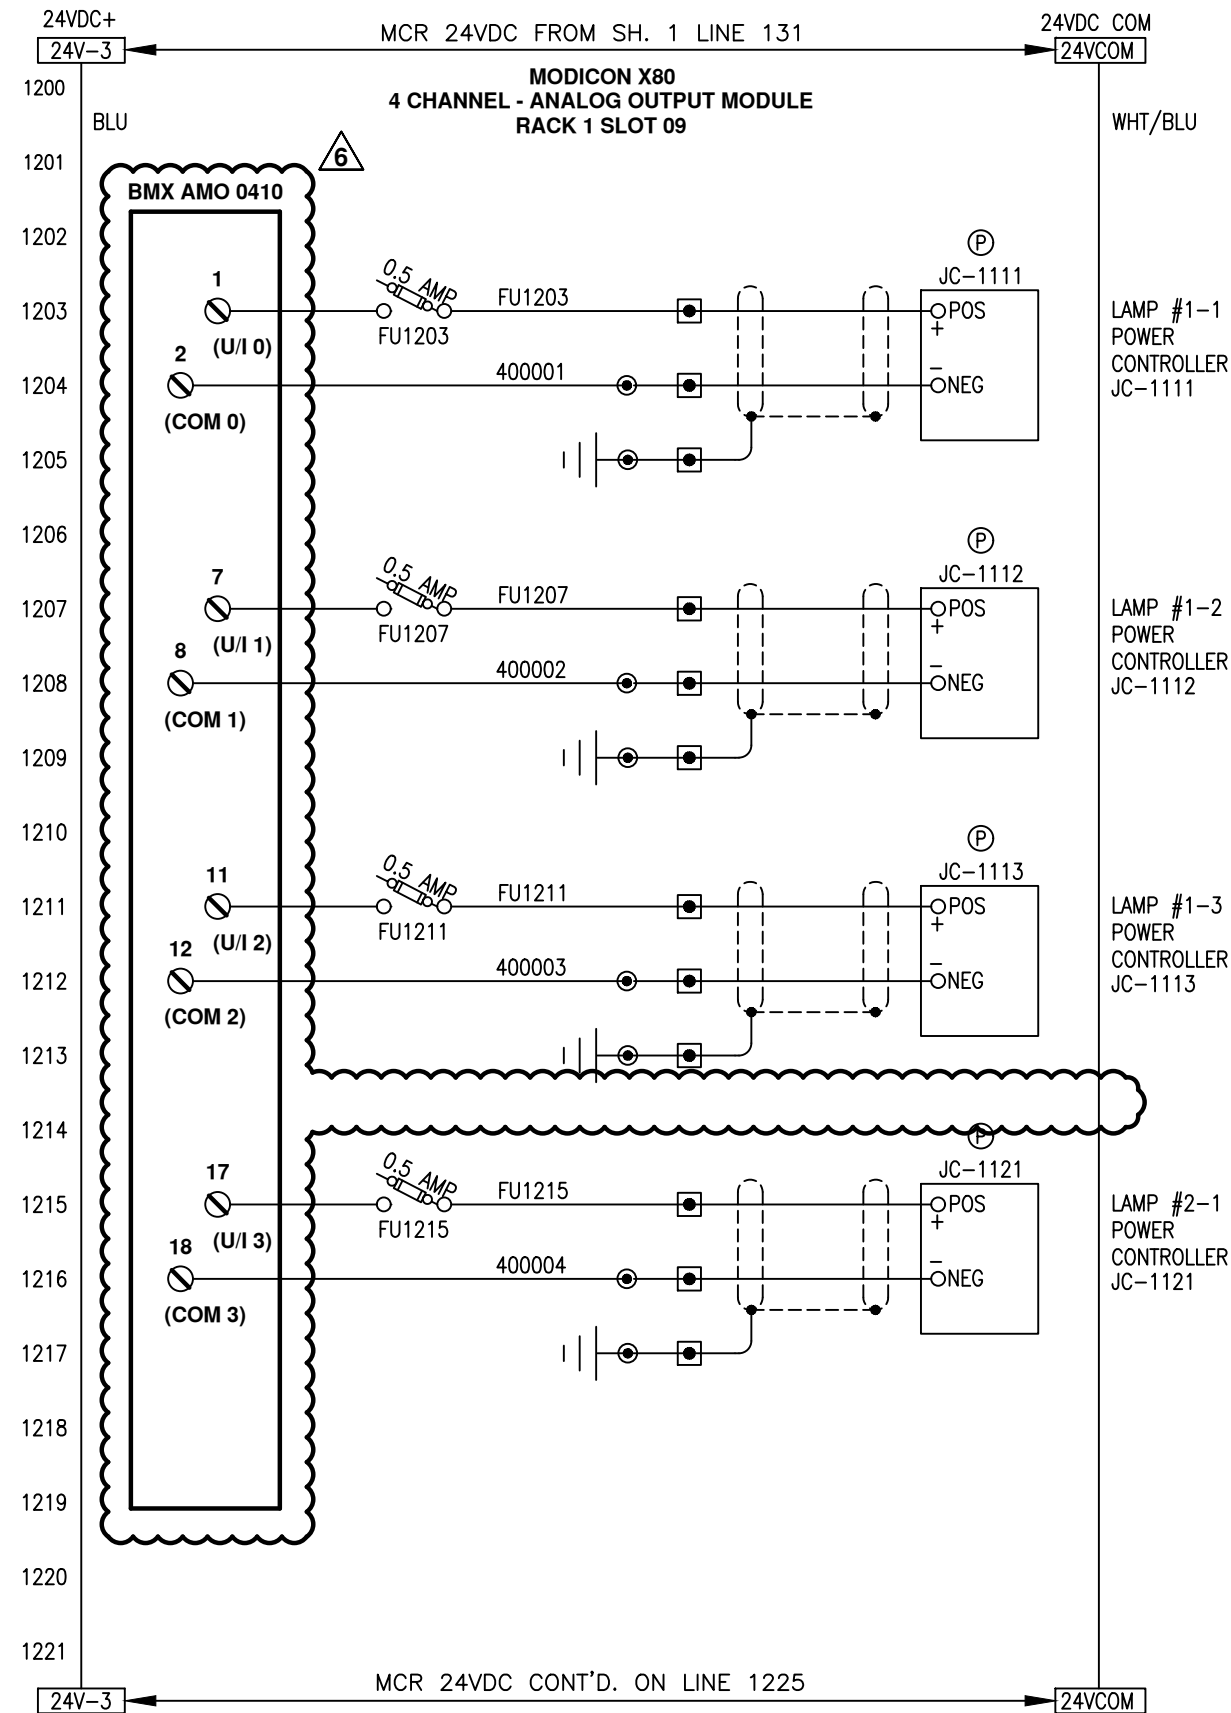 24VDC+
24VDC COM
24V-3
MCR 24VDC FROM SH. 1 LINE 131
24VCOM
MODICON X80
4 CHANNEL - ANALOG OUTPUT MODULE
RACK 1 SLOT 09
1200
BLU
WHT/BLU
1201
6
BMX AMO 0410
1202
P
JC-1111
1
0.5 AMP
FU1203
1203
POS
+
LAMP #1-1
POWER
CONTROLLER
JC-1111
FU1203
(U/I 0)
2
400001
1204
-
NEG
(COM 0)
1205
1206
P
JC-1112
7
0.5 AMP
FU1207
1207
POS
+
LAMP #1-2
POWER
CONTROLLER
JC-1112
FU1207
(U/I 1)
8
400002
1208
-
NEG
(COM 1)
1209
1210
P
JC-1113
11
0.5 AMP
FU1211
1211
POS
+
LAMP #1-3
POWER
CONTROLLER
JC-1113
FU1211
(U/I 2)
12
400003
1212
-
NEG
(COM 2)
1213
1214
P
JC-1121
17
0.5 AMP
FU1215
1215
POS
+
LAMP #2-1
POWER
CONTROLLER
JC-1121
FU1215
(U/I 3)
18
400004
1216
-
NEG
(COM 3)
1217
1218
1219
1220
1221
24V-3
MCR 24VDC CONT'D. ON LINE 1225
24VCOM